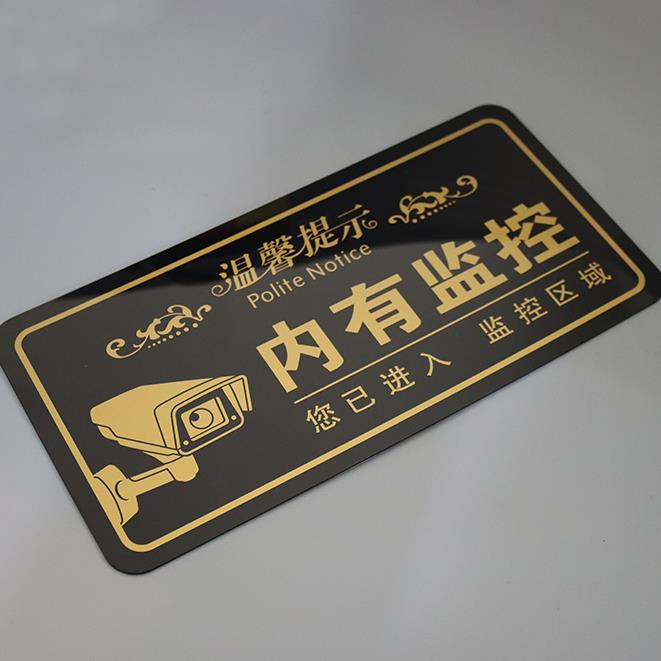 温馨提示
Polite Notice
内有监控
您已进入 监控区域